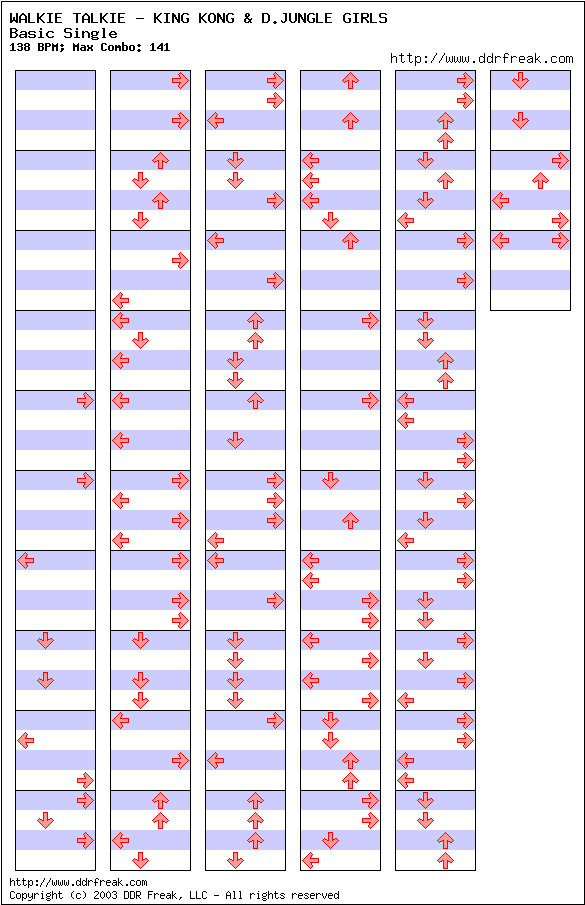 WALKIE TALKIE - KING KONG & D.JUNGLE GIRLS
Basic Single
138 BPM; Max Combo: 141
http://www.ddrfreak.com
http://www.ddrfreak.com
Copyright (c) 2003 DDR Freak, LLC - All rights reserved